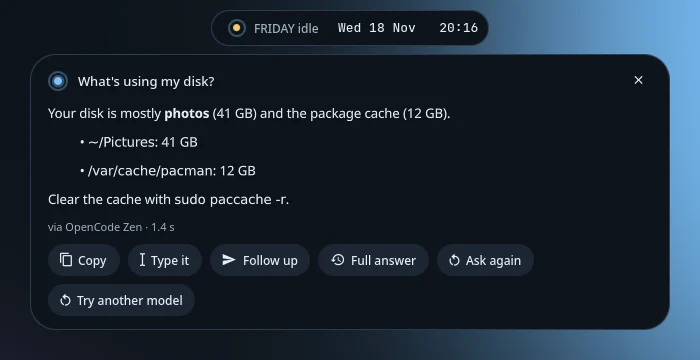 FRIDAY idle Wed 18 Nov 20:16
What's using my disk?
Your disk is mostly photos (41 GB) and the package cache (12 GB).
• ~/Pictures: 41 GB
• /var/cache/pacman: 12 GB
Clear the cache with sudo paccache -r.
via OpenCode Zen · 1.4 s
Copy Type it Follow up Full answer Ask again
Try another model